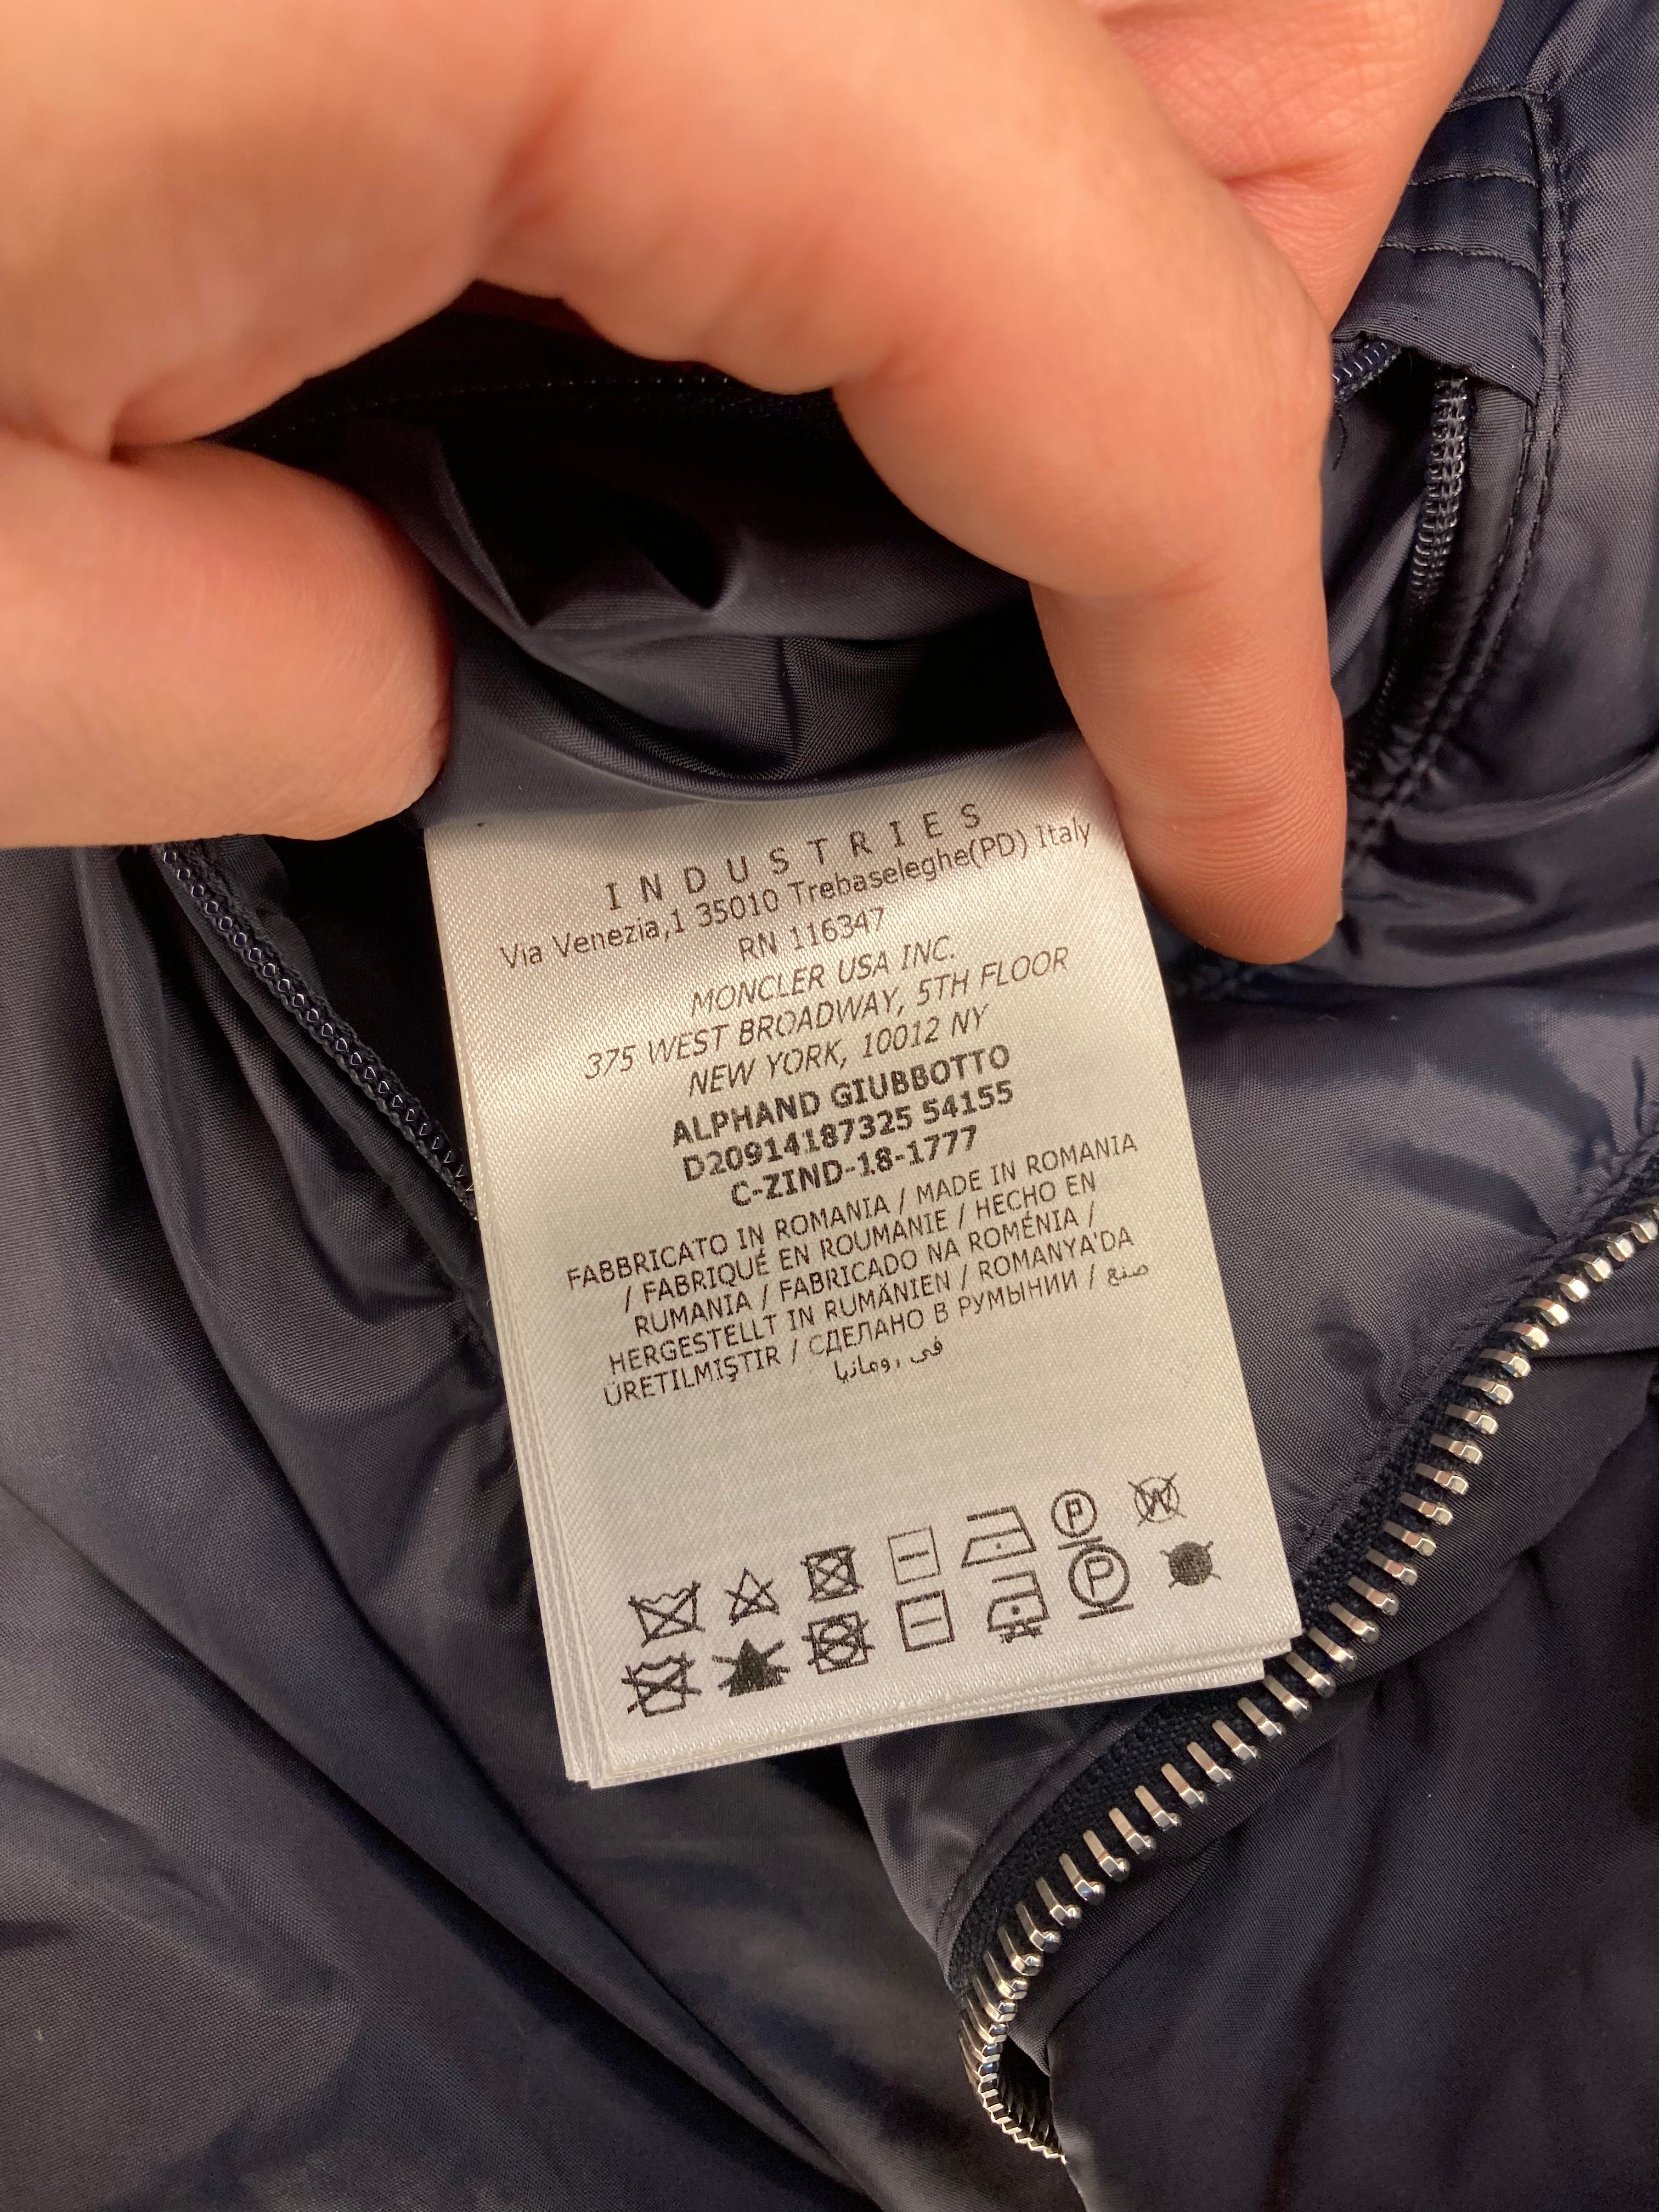 INDUSTRIES
Via Venezia,1 35010 Trebaseleghe(PD) Italy
RN 116347
MONCLER USA INC.
375 WEST BROADWAY, 5TH FLOOR
NEW YORK, 10012 NY
ALPHAND GIUBBOTTO
D20914187325 54155
C-ZIND-18-1777
FABBRICATO IN ROMANIA / MADE IN ROMANIA
/ FABRIQUÉ EN ROUMANIE / HECHO EN
RUMANIA / FABRICADO NA ROMÉNIA /
HERGESTELLT IN RUMÄNIEN / ROMANYA'DA
ÜRETILMIŞTIR / СДЕЛАНО В РУМЫНИИ / صنع
في رومانيا
P W
P